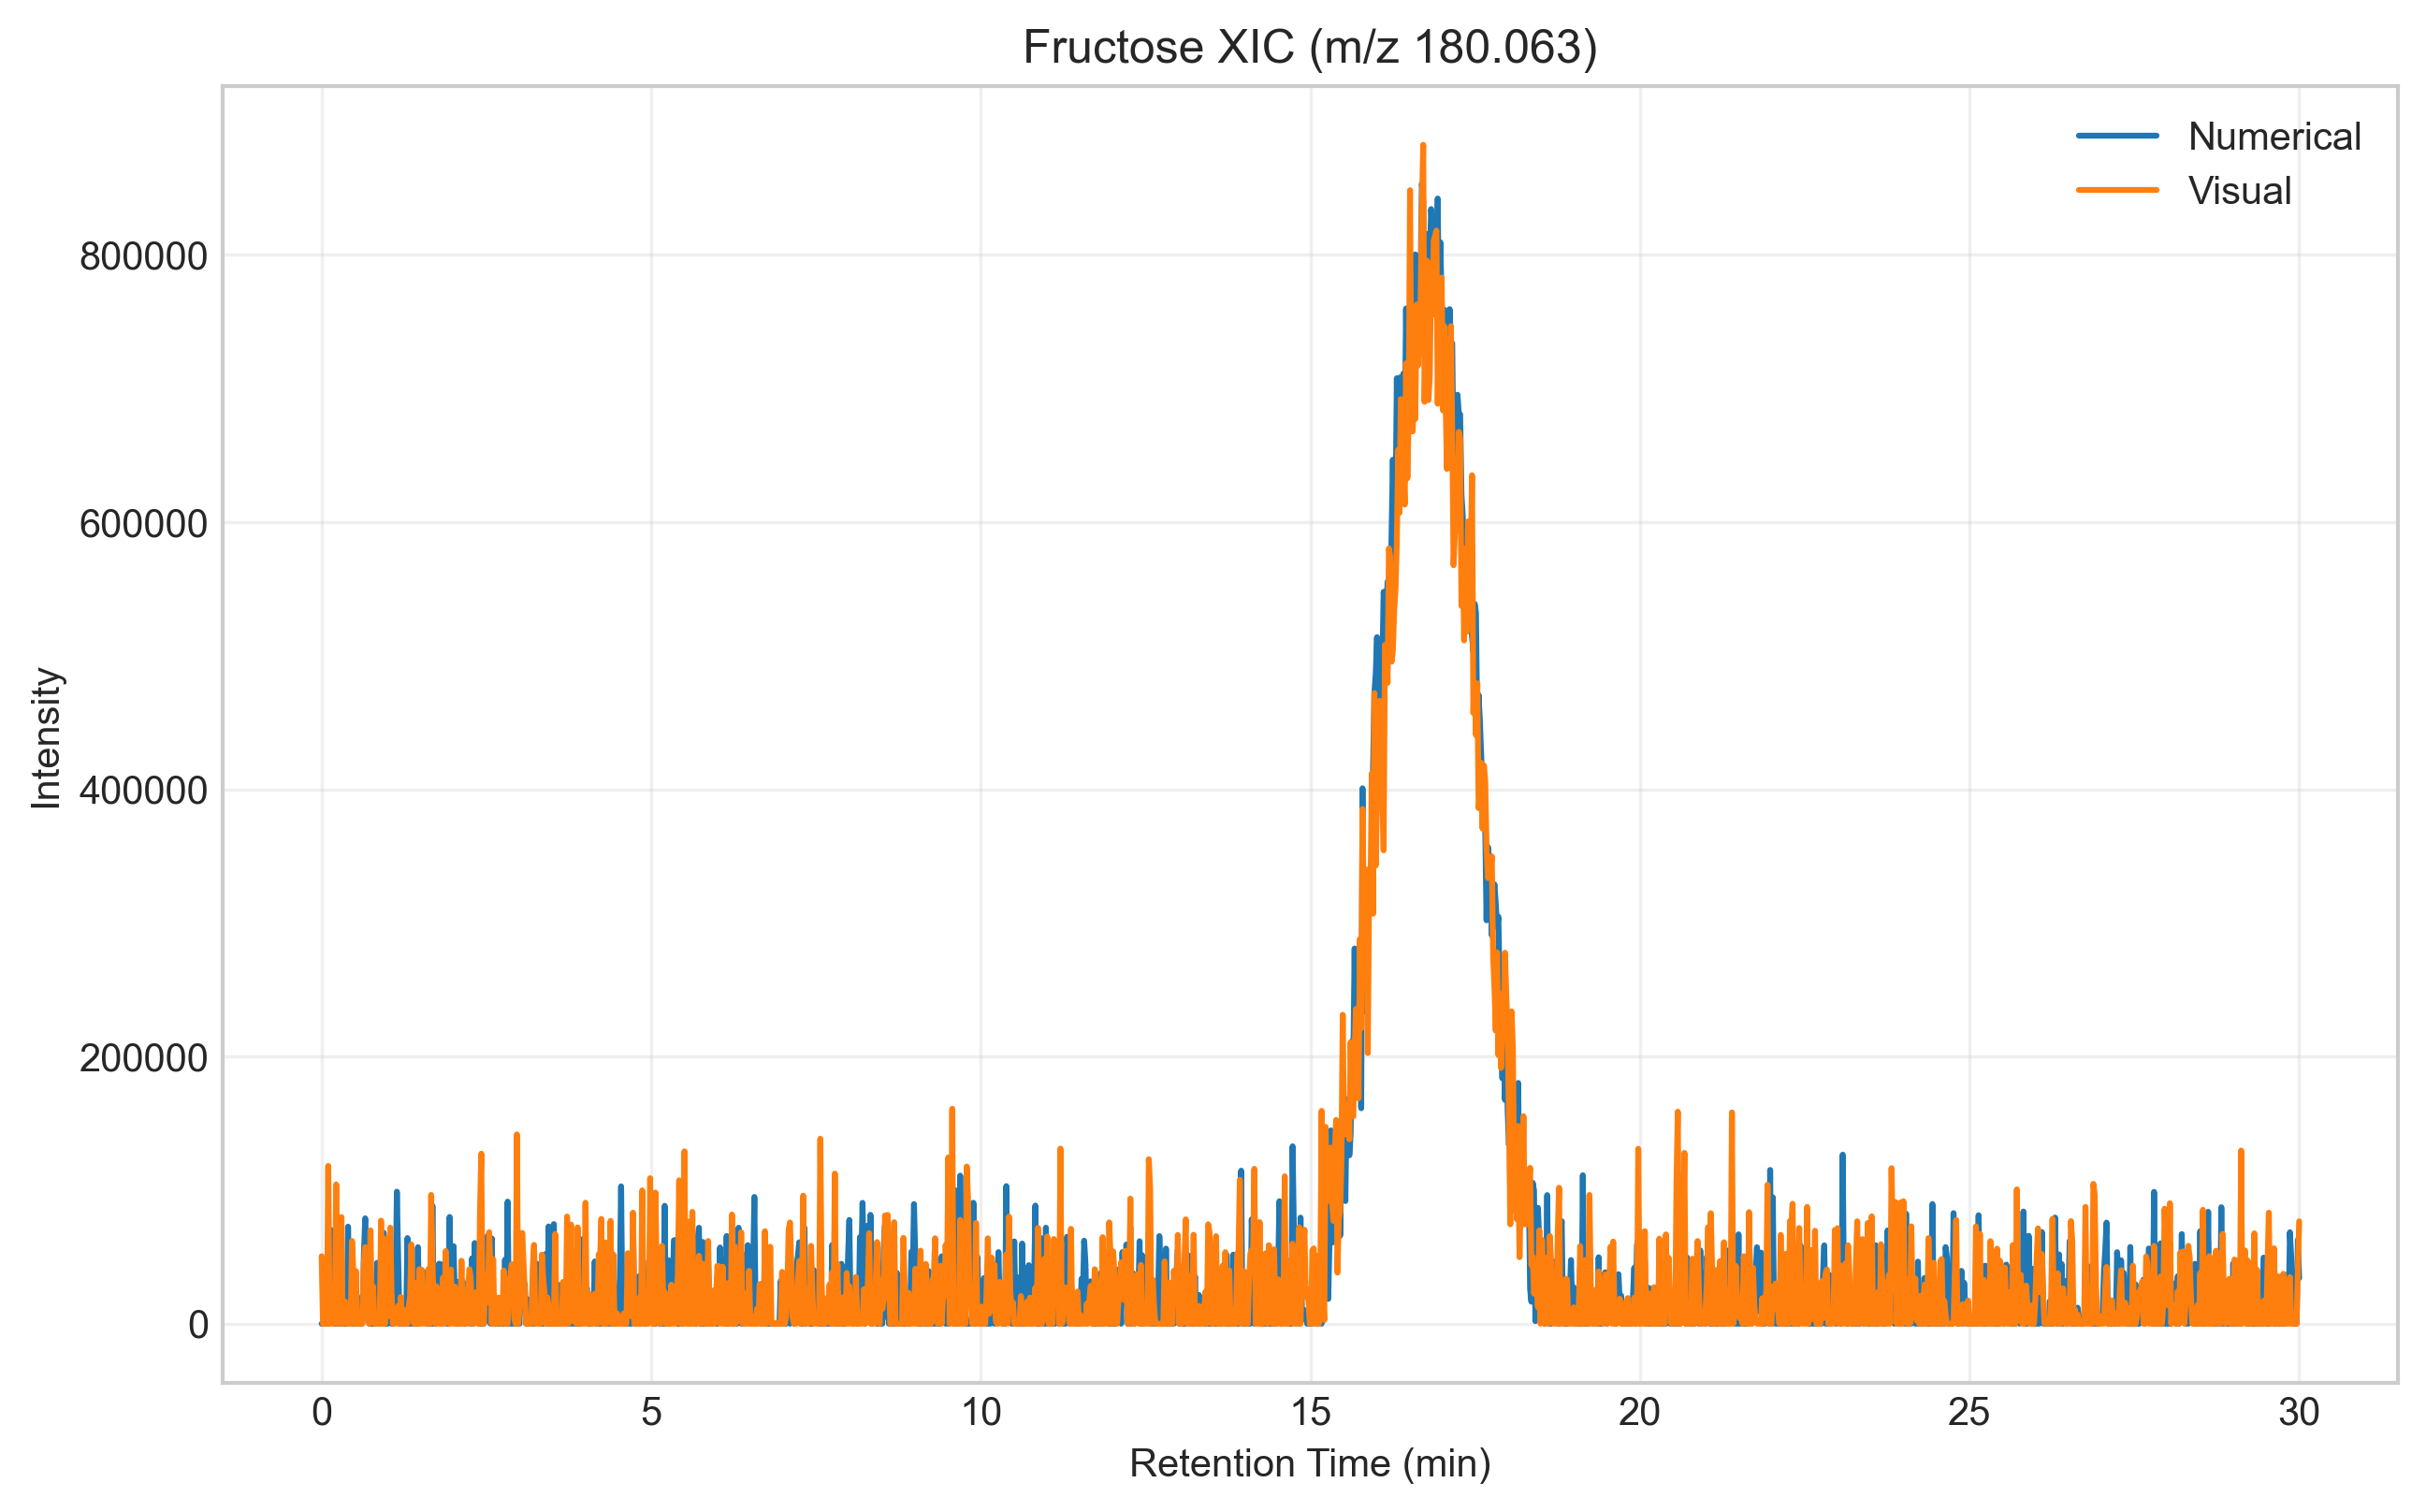 Fructose XIC (m/z 180.063)
Numerical
Visual
800000
600000
400000
200000
0
Intensity
0 5 10 15 20 25 30
Retention Time (min)